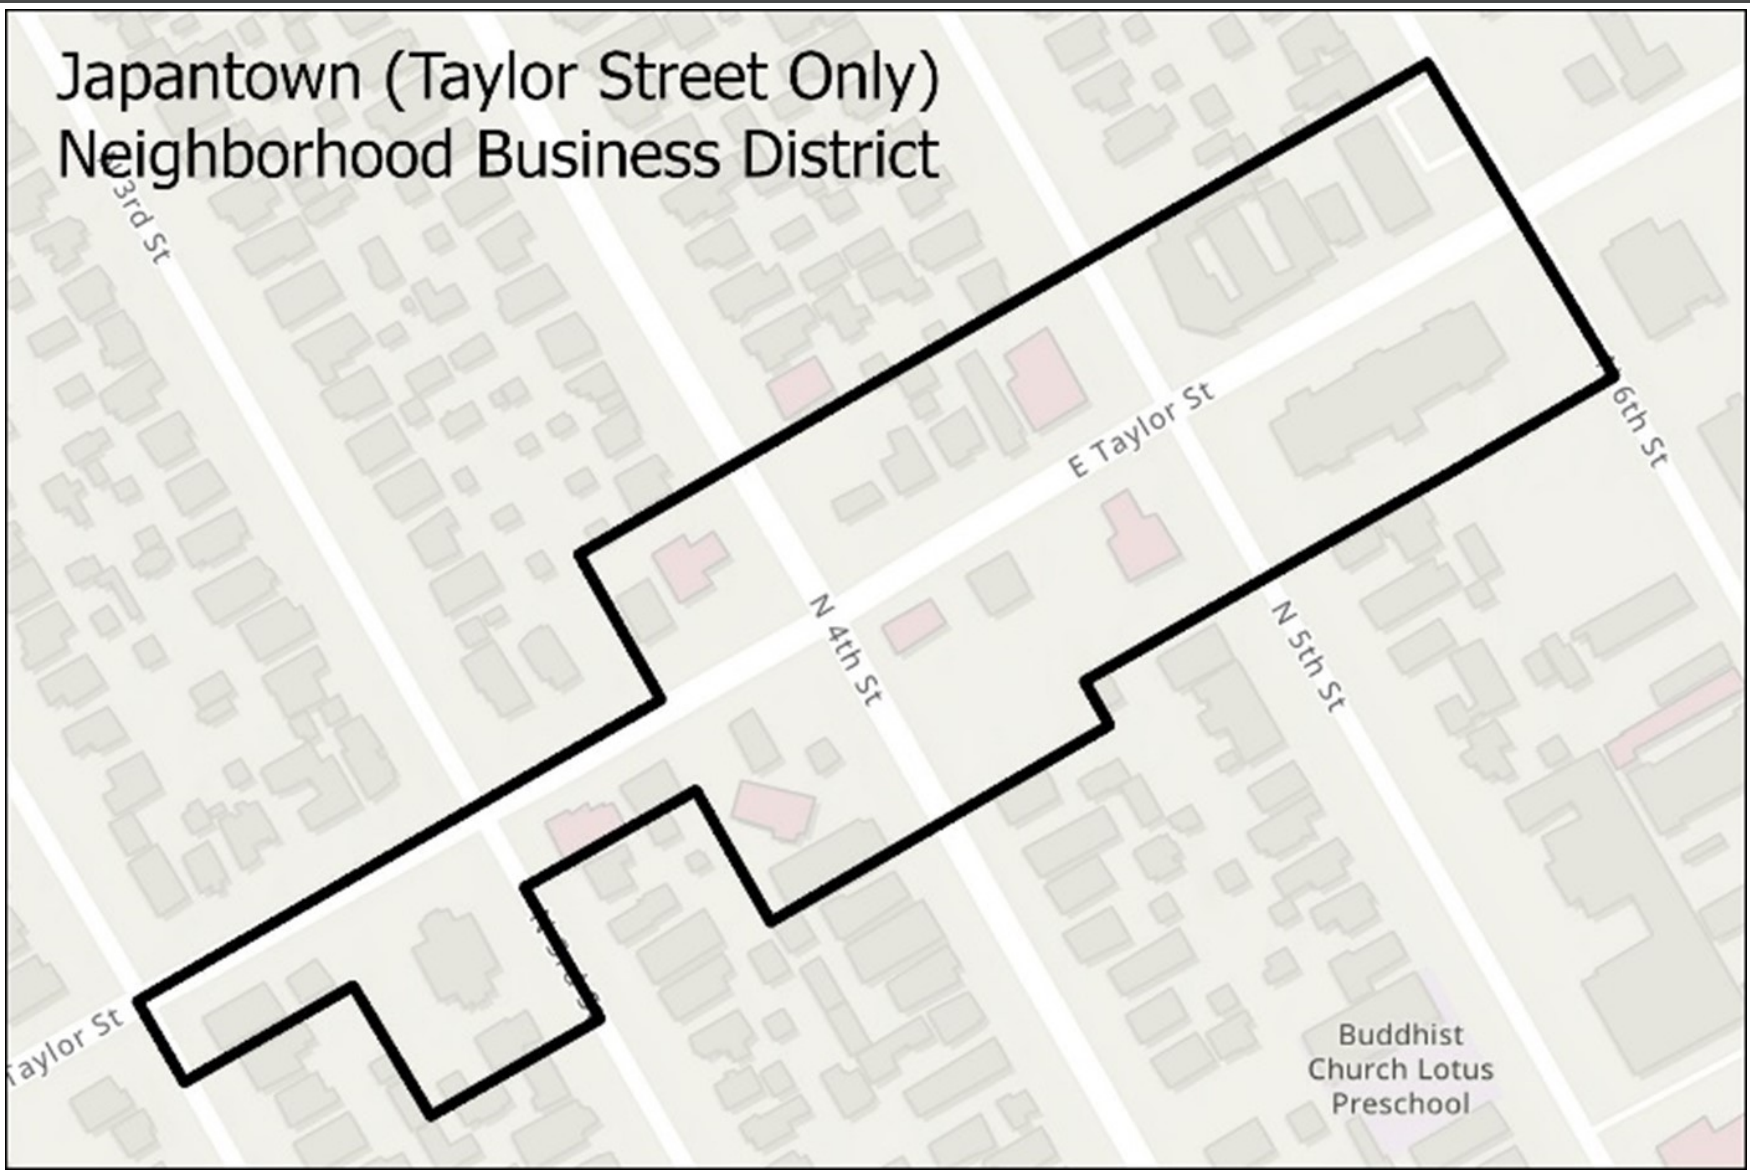 Japantown (Taylor Street Only)
Neighborhood Business District
3rd St
E Taylor St
6th St
N 4th St
N 5th St
Taylor St
Buddhist
Church Lotus
Preschool